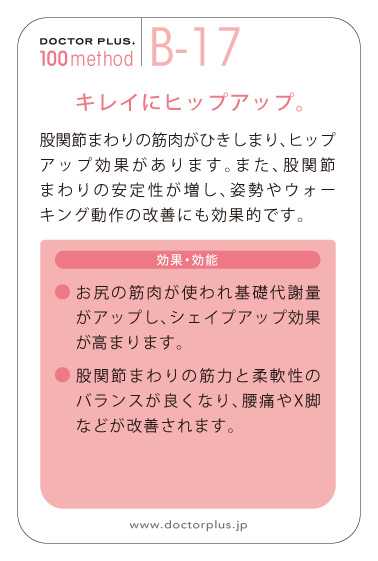 DOCTOR PLUS.
100method
B-17
キレイにヒップアップ。
股関節まわりの筋肉がひきしまり、ヒップ
アップ効果があります。また、股関節
まわりの安定性が増し、姿勢やウォー
キング動作の改善にも効果的です。
効果・効能
● お尻の筋肉が使われ基礎代謝量
がアップし、シェイプアップ効果
が高まります。
● 股関節まわりの筋力と柔軟性の
バランスが良くなり、腰痛やX脚
などが改善されます。
www.doctorplus.jp